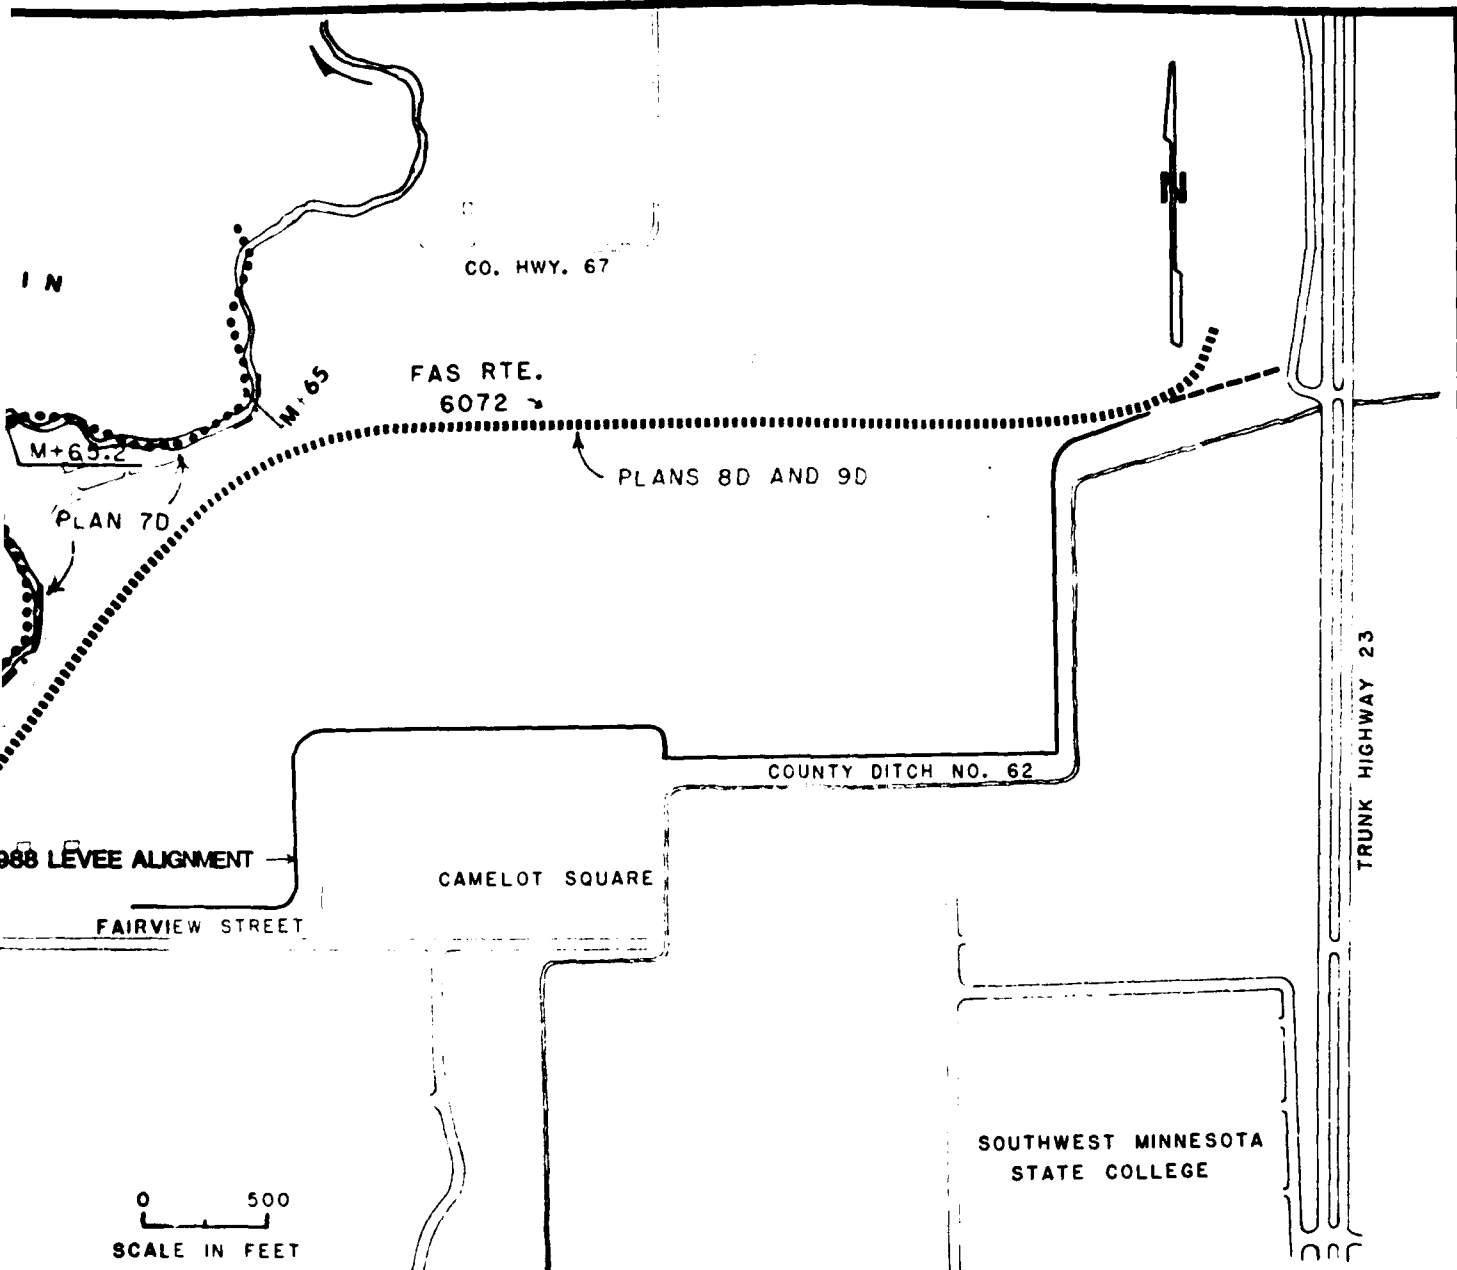 N
I N
CO. HWY. 67
M+65
FAS RTE.
6072
M+65.2
PLANS 8D AND 9D
PLAN 7D
TRUNK HIGHWAY 23
COUNTY DITCH NO. 62
988 LEVEE ALIGNMENT
CAMELOT SQUARE
FAIRVIEW STREET
SOUTHWEST MINNESOTA
STATE COLLEGE
0 500
SCALE IN FEET